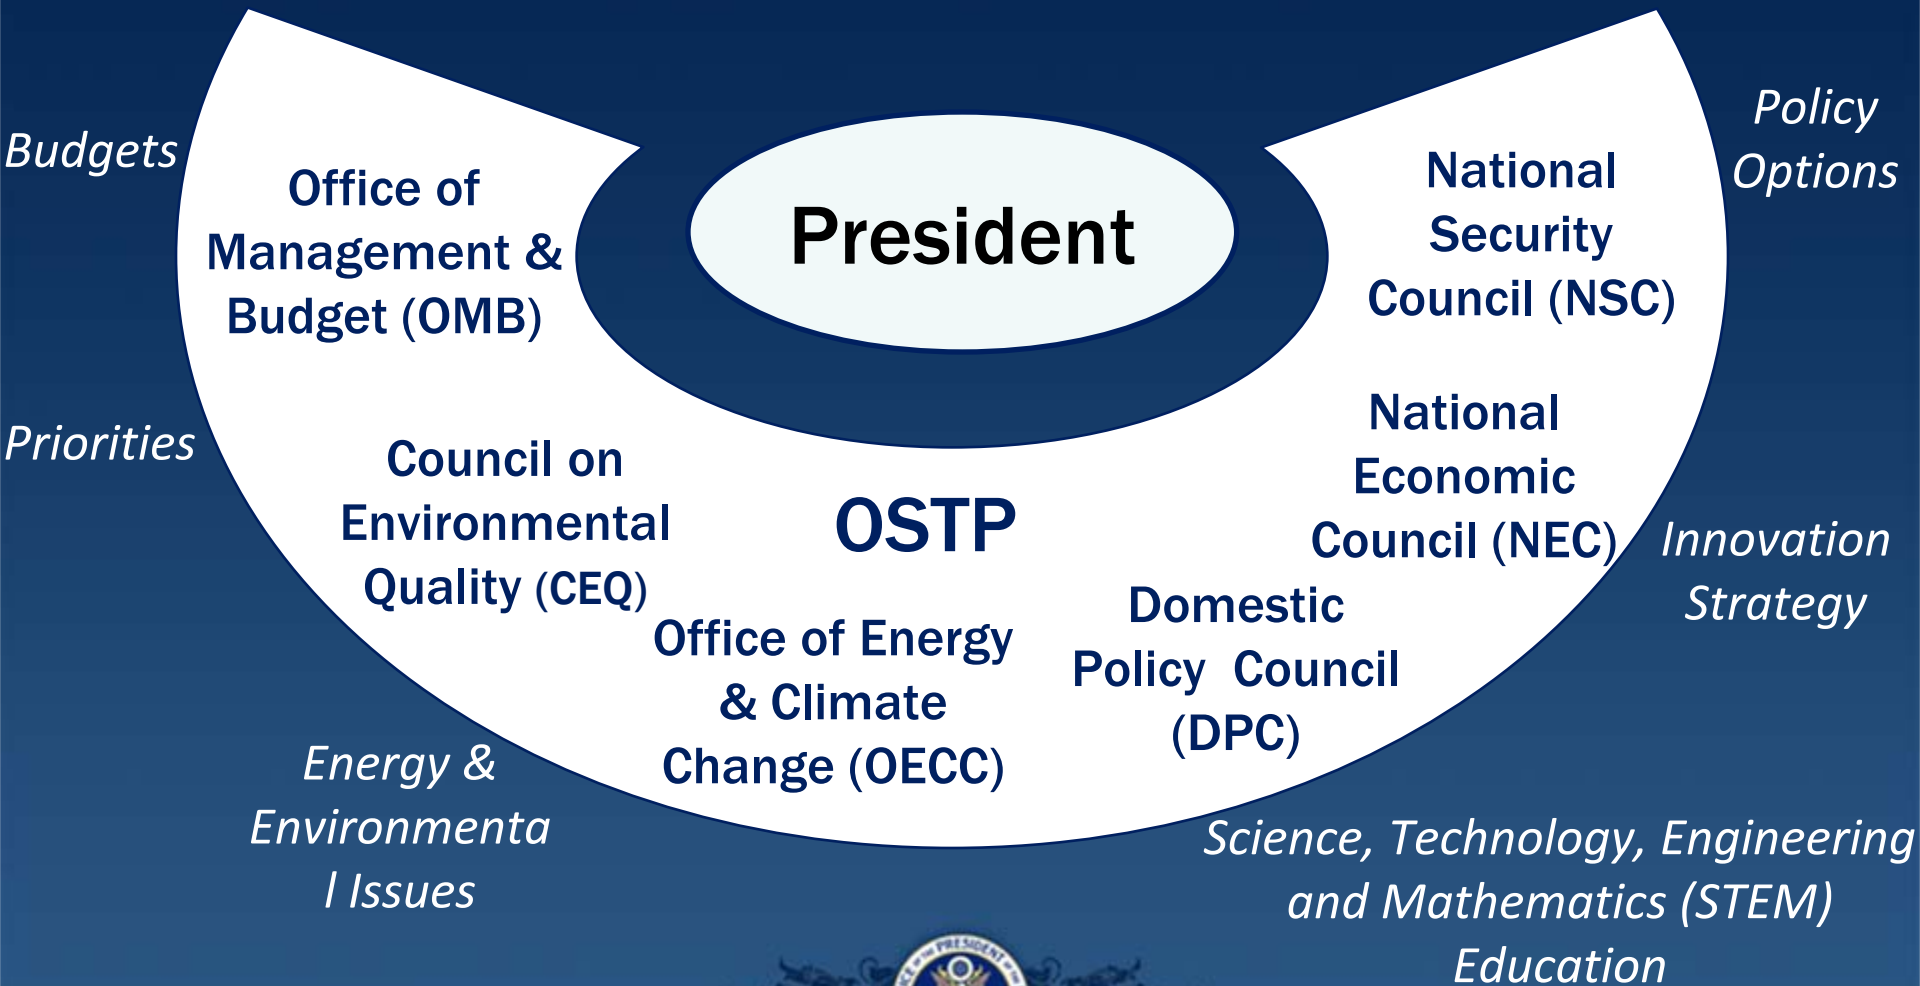 Budgets
Office of
Management &
Budget (OMB)
President
National
Security
Council (NSC)
Policy
Options
Priorities
Council on
Environmental
Quality (CEQ)
OSTP
National
Economic
Council (NEC)
Innovation
Strategy
Office of Energy
& Climate
Change (OECC)
Domestic
Policy  Council
(DPC)
Energy &
Environmenta
l Issues
Science, Technology, Engineering
and Mathematics (STEM)
Education
PRESIDENT